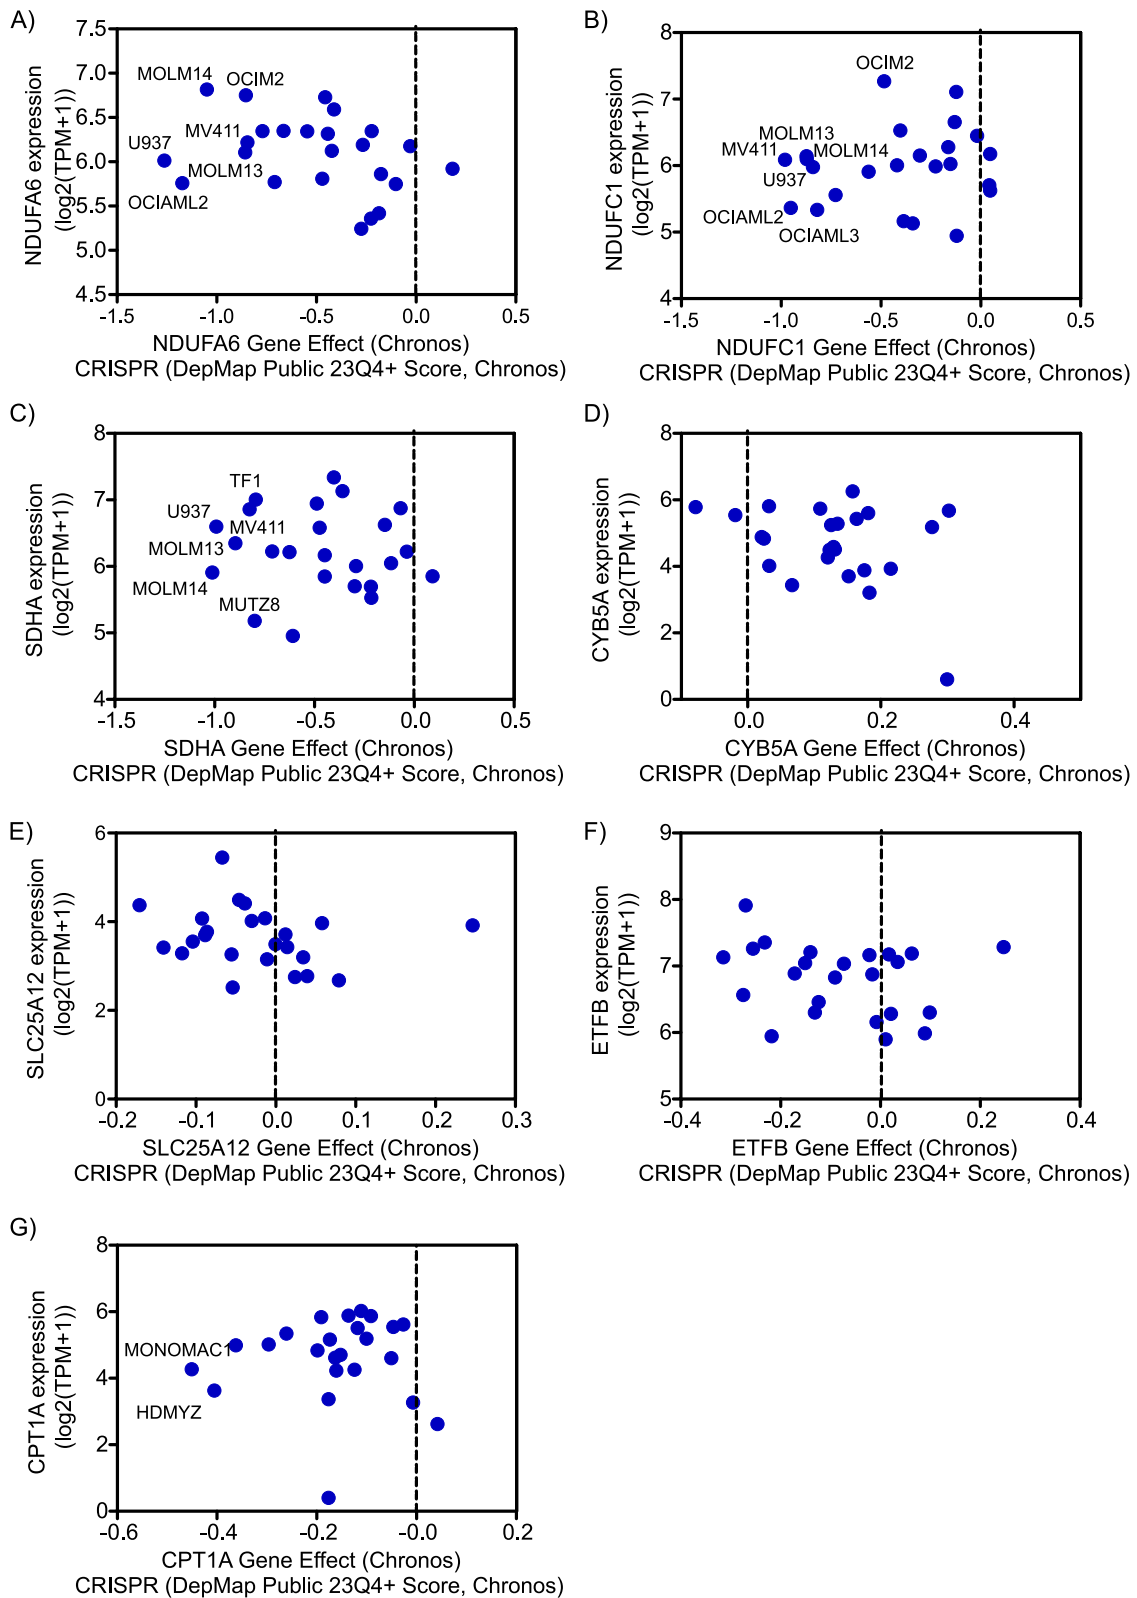 A)
NDUFA6 expression
(log2(TPM+1))
7.5
7.0
6.5
6.0
5.5
5.0
4.5
MOLM14
OCIM2
MV411
U937
MOLM13
OCIAML2
-1.5
-1.0
-0.5
0.0
0.5
NDUFA6 Gene Effect (Chronos)
CRISPR (DepMap Public 23Q4+ Score, Chronos)
B)
NDUFC1 expression
(log2(TPM+1))
8
7
6
5
4
OCIM2
MOLM13
MV411
MOLM14
U937
OCIAML2
OCIAML3
-1.5
-1.0
-0.5
0.0
0.5
NDUFC1 Gene Effect (Chronos)
CRISPR (DepMap Public 23Q4+ Score, Chronos)
C)
SDHA expression
(log2(TPM+1))
8
7
6
5
4
TF1
U937
MV411
MOLM13
MOLM14
MUTZ8
-1.5
-1.0
-0.5
0.0
0.5
SDHA Gene Effect (Chronos)
CRISPR (DepMap Public 23Q4+ Score, Chronos)
D)
CYB5A expression
(log2(TPM+1))
8
6
4
2
0
0.0
0.2
0.4
CYB5A Gene Effect (Chronos)
CRISPR (DepMap Public 23Q4+ Score, Chronos)
E)
SLC25A12 expression
(log2(TPM+1))
6
4
2
0
-0.2
-0.1
0.0
0.1
0.2
0.3
SLC25A12 Gene Effect (Chronos)
CRISPR (DepMap Public 23Q4+ Score, Chronos)
F)
ETFB expression
(log2(TPM+1))
9
8
7
6
5
-0.4
-0.2
0.0
0.2
0.4
ETFB Gene Effect (Chronos)
CRISPR (DepMap Public 23Q4+ Score, Chronos)
G)
CPT1A expression
(log2(TPM+1))
8
6
4
2
0
MONOMAC1
HDMYZ
-0.6
-0.4
-0.2
-0.0
0.2
CPT1A Gene Effect (Chronos)
CRISPR (DepMap Public 23Q4+ Score, Chronos)